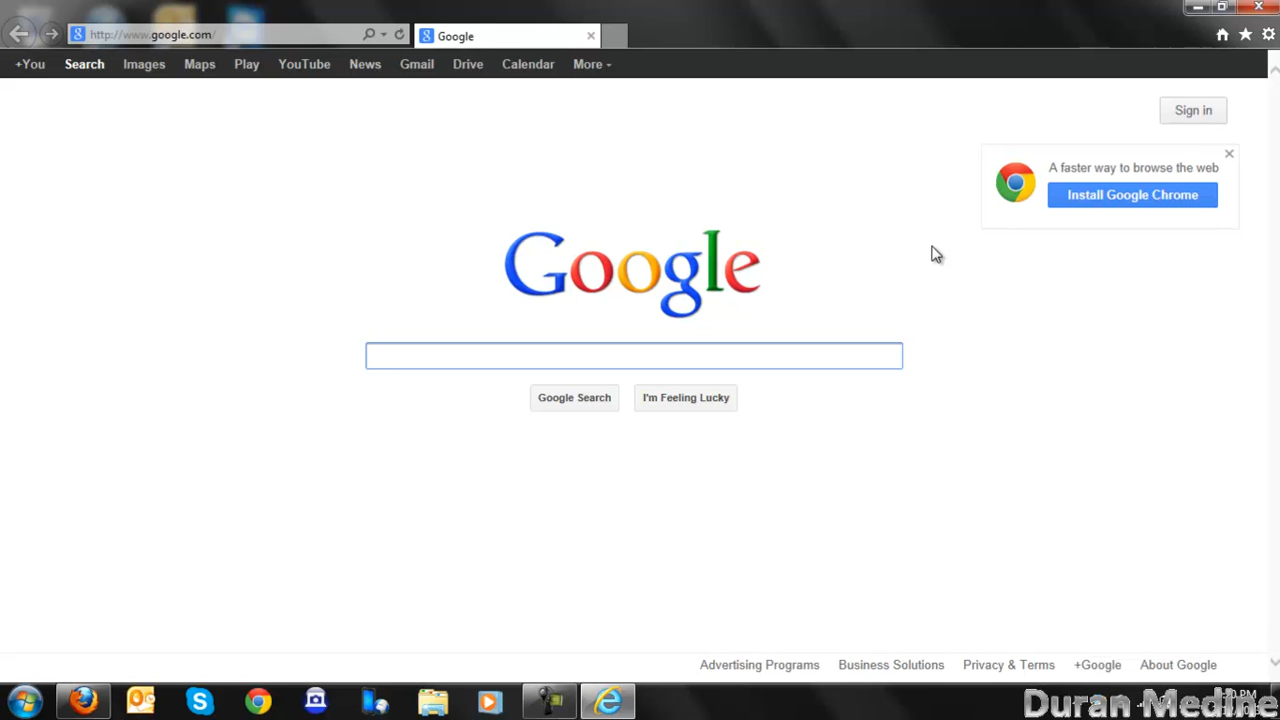 http://www.google.com/
Google
+You Search Images Maps Play YouTube News Gmail Drive Calendar More
Sign in
A faster way to browse the web
Install Google Chrome
Google
Google Search I'm Feeling Lucky
Advertising Programs Business Solutions Privacy & Terms +Google About Google
Duran Medine